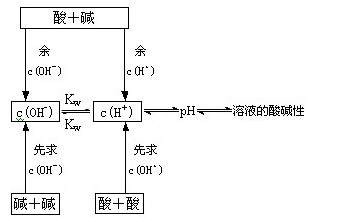 酸＋碱
余 余
c(OH⁻) c(H⁺)
Kw
c(OH⁻) c(H⁺) pH 溶液的酸碱性
Kw
先求 先求
c(OH⁻) c(OH⁺)
碱＋碱 酸＋酸